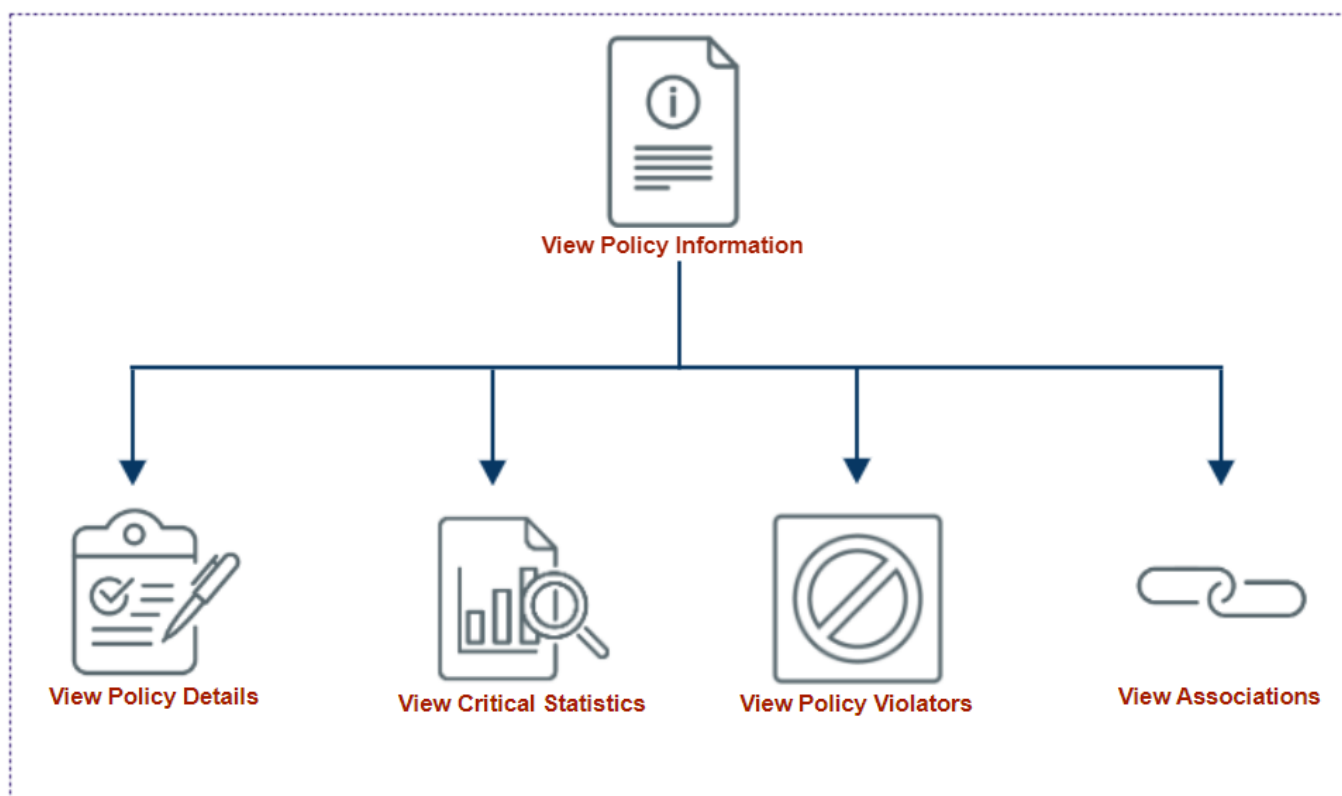 View Policy Information
View Policy Details
View Critical Statistics
View Policy Violators
View Associations